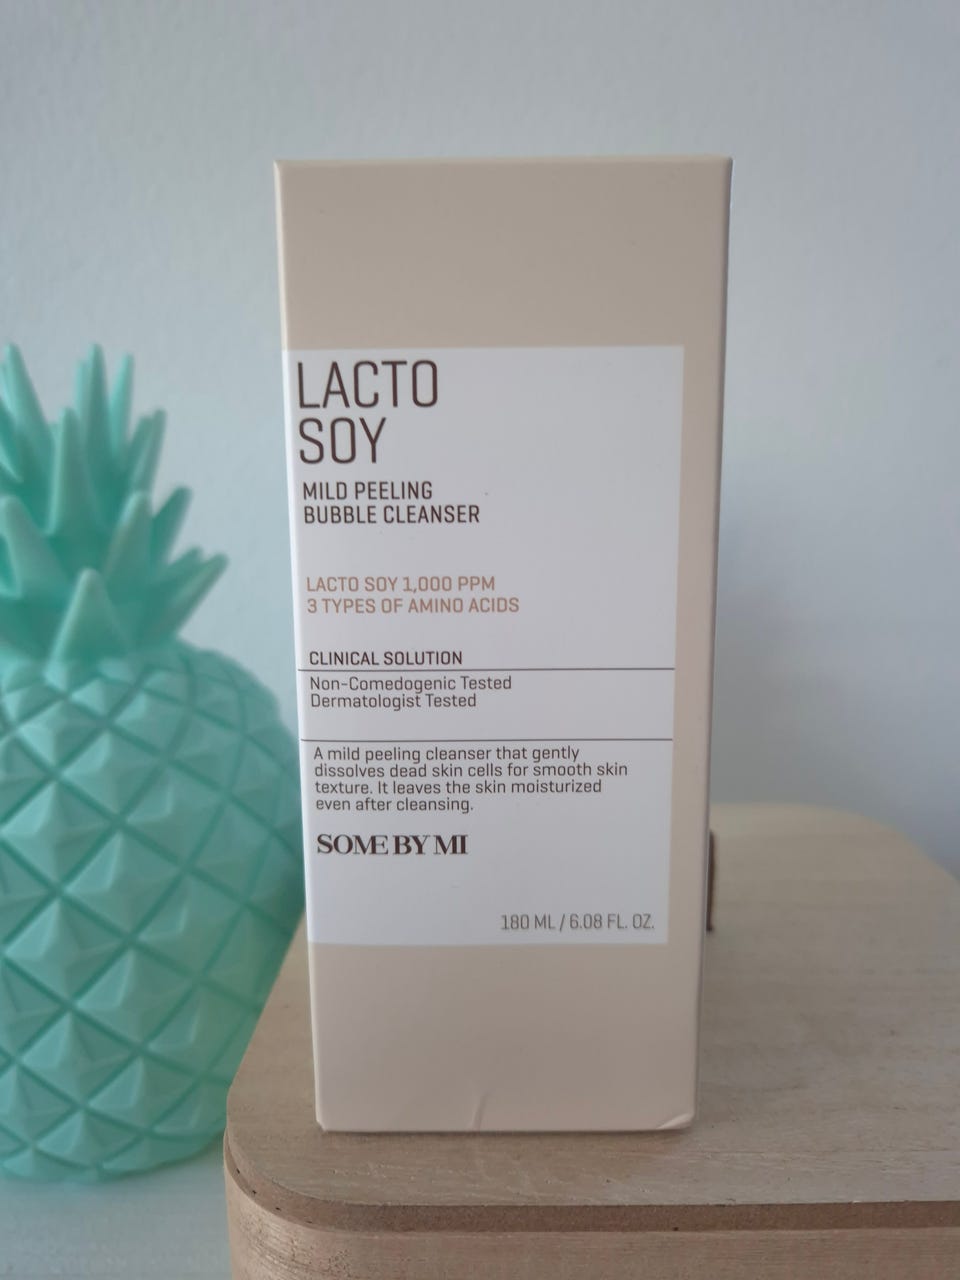 LACTO
SOY
MILD PEELING
BUBBLE CLEANSER
LACTO SOY 1,000 PPM
3 TYPES OF AMINO ACIDS
CLINICAL SOLUTION
Non-Comedogenic Tested
Dermatologist Tested
A mild peeling cleanser that gently
dissolves dead skin cells for smooth skin
texture. It leaves the skin moisturized
even after cleansing.
SOME BY MI
180 ML / 6.08 FL. OZ.